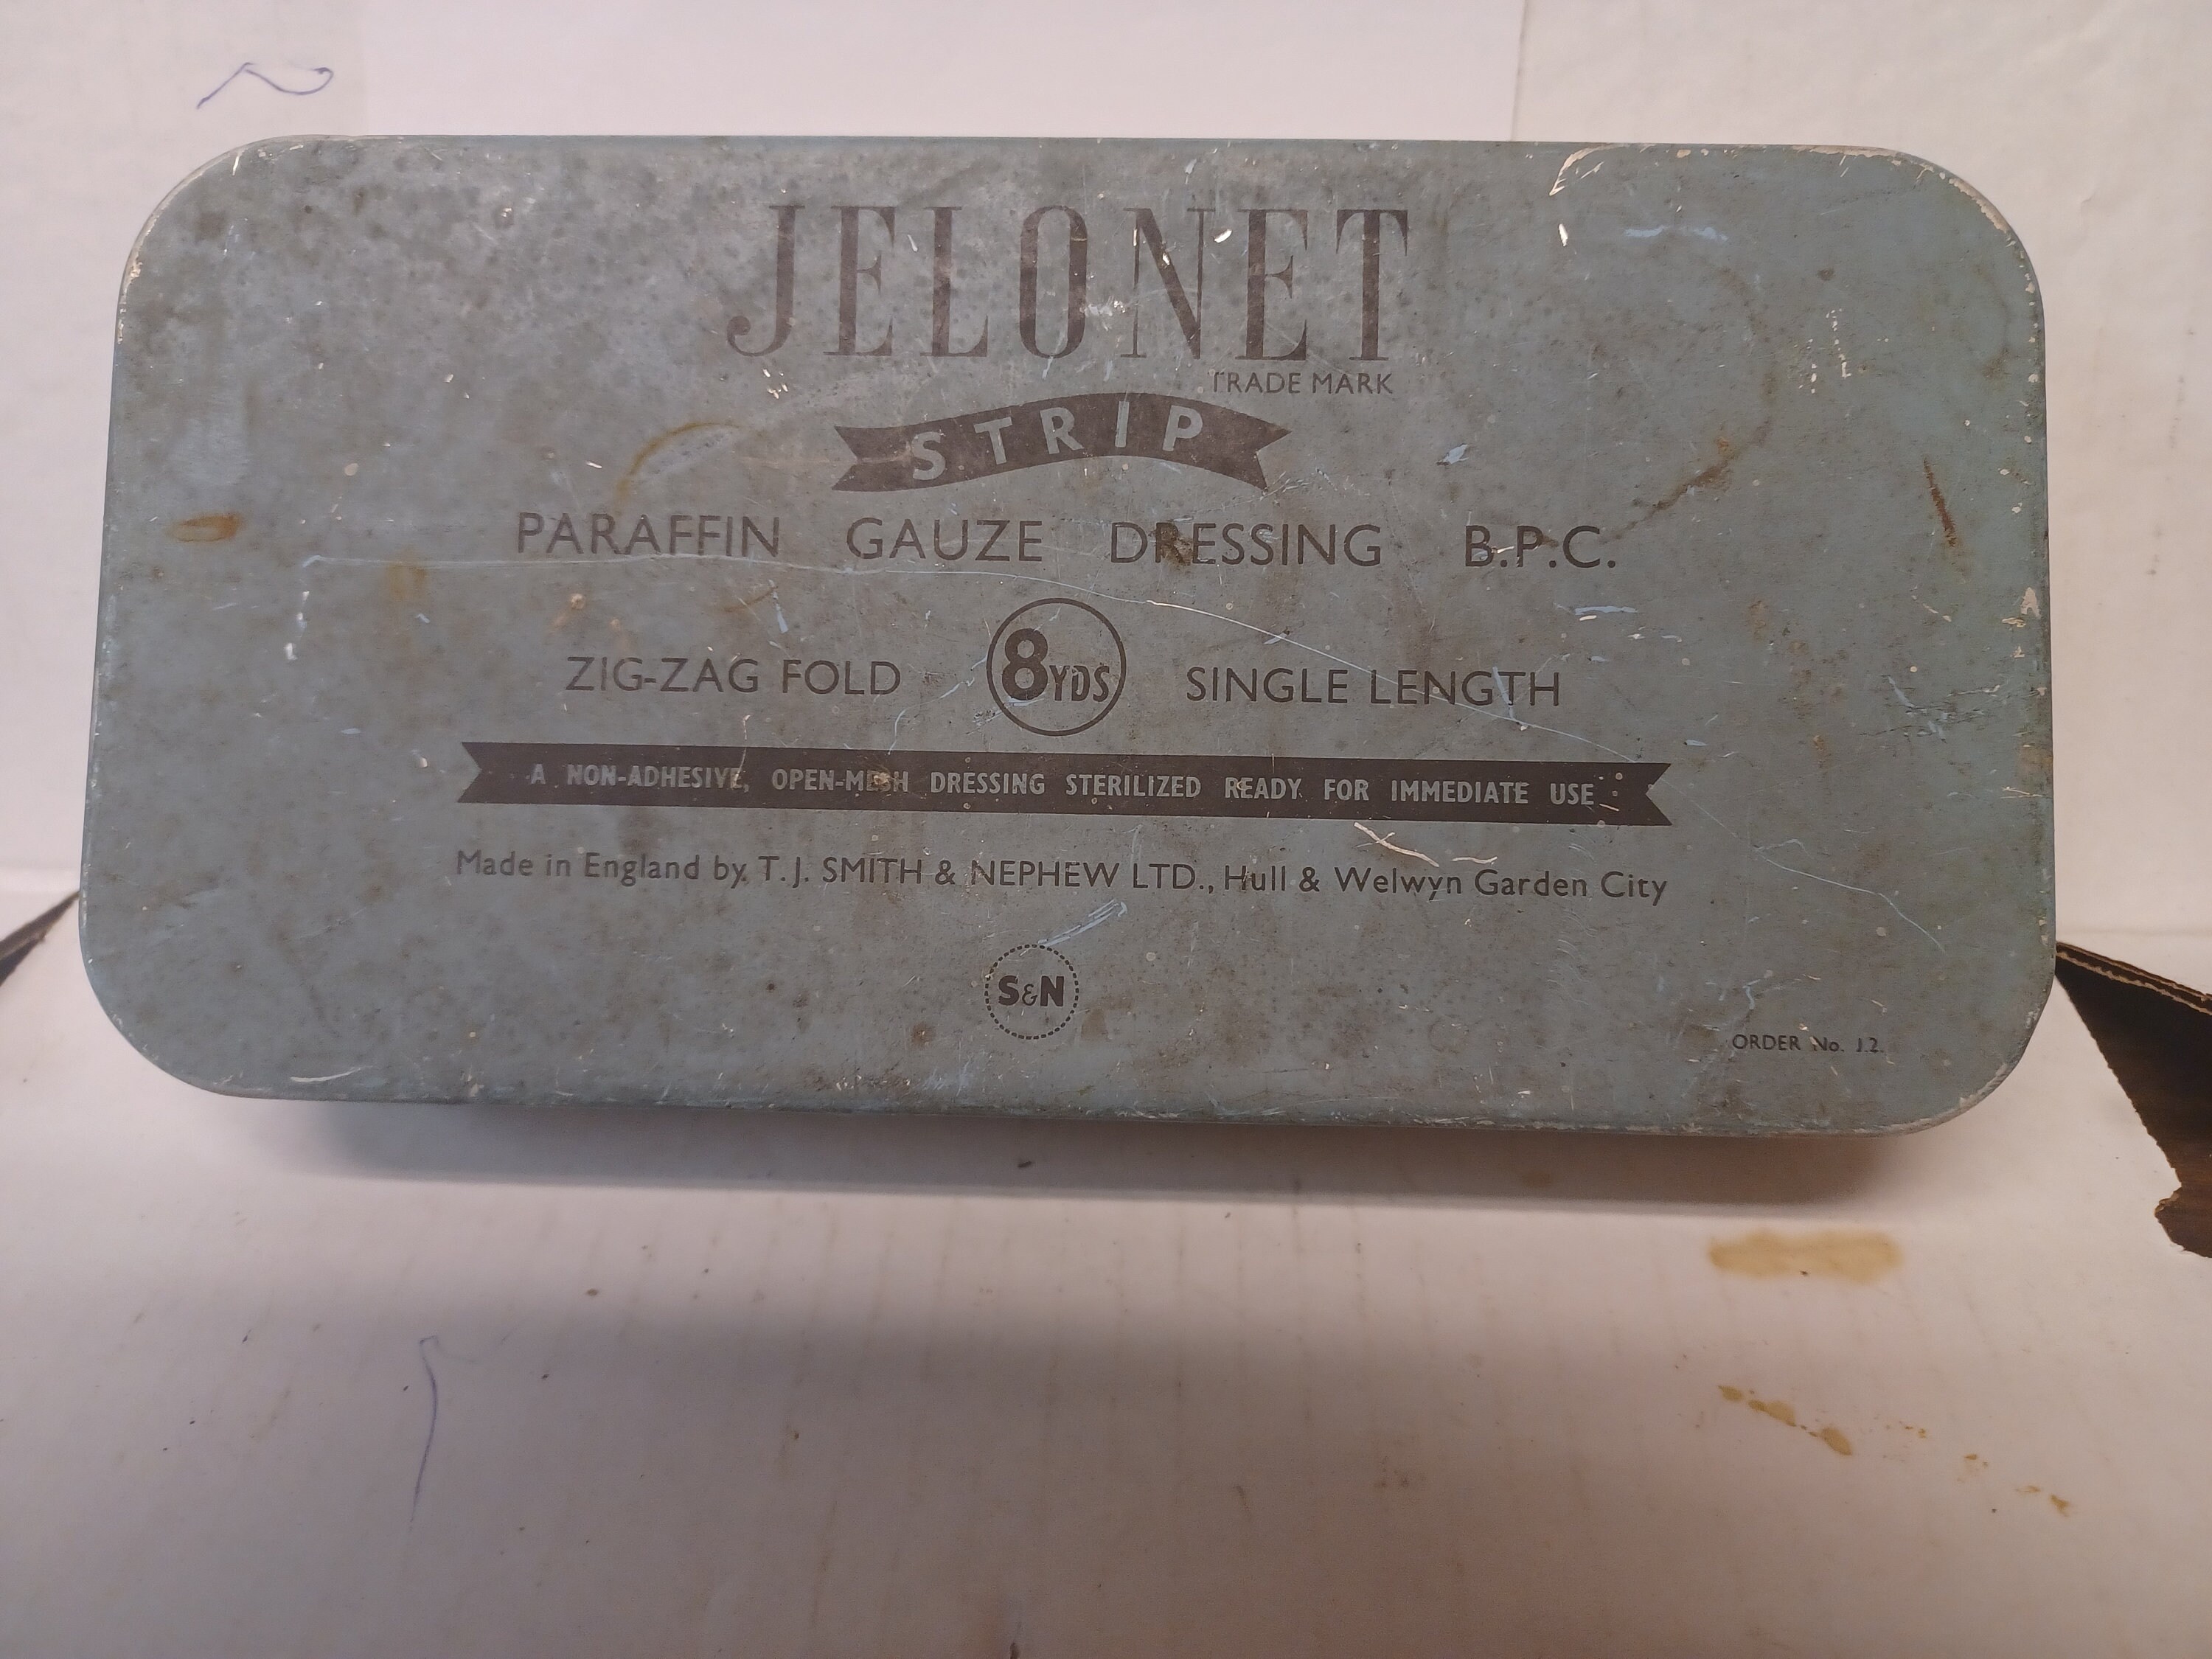 JELONET
TRADE MARK
STRIP
PARAFFIN GAUZE DRESSING B.P.C.
ZIG-ZAG FOLD 8YDS SINGLE LENGTH
A NON-ADHESIVE, OPEN-MESH DRESSING STERILIZED READY FOR IMMEDIATE USE
Made in England by T. J. SMITH & NEPHEW LTD., Hull & Welwyn Garden City
S&N
ORDER No. J.2.